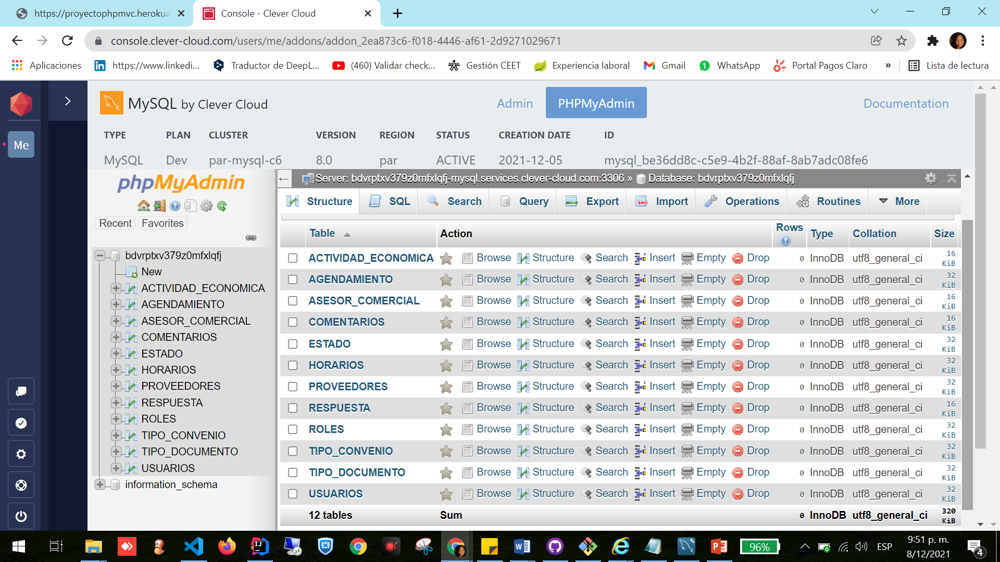 https://proyectophpmvc.herokua
Console - Clever Cloud
console.clever-cloud.com/users/me/addons/addon_2ea873c6-f018-4446-af61-2d9271029671
Aplicaciones
https://www.linkedi...
Traductor de DeepL...
(460) Validar check...
Gestión CEET
Experiencia laboral
Gmail
WhatsApp
Portal Pagos Claro
»
Lista de lectura
MySQL by Clever Cloud
Admin
PHPMyAdmin
Documentation
TYPE PLAN CLUSTER VERSION REGION STATUS CREATION DATE ID
MySQL Dev par-mysql-c6 8.0 par ACTIVE 2021-12-05 mysql_be36dd8c-c5e9-4b2f-88af-8ab7adc08fe6
Me
phpMyAdmin
Recent Favorites
bdvrptxv379z0mfxlqfj
New
ACTIVIDAD_ECONOMICA
AGENDAMIENTO
ASESOR_COMERCIAL
COMENTARIOS
ESTADO
HORARIOS
PROVEEDORES
RESPUESTA
ROLES
TIPO_CONVENIO
TIPO_DOCUMENTO
USUARIOS
information_schema
Server: bdvrptxv379z0mfxlqfj-mysql.services.clever-cloud.com:3306 » Database: bdvrptxv379z0mfxlqfj
Structure SQL Search Query Export Import Operations Routines More
Table Action Rows Type Collation Size
ACTIVIDAD_ECONOMICA Browse Structure Search Insert Empty Drop 0 InnoDB utf8_general_ci 16 KiB
AGENDAMIENTO Browse Structure Search Insert Empty Drop 0 InnoDB utf8_general_ci 32 KiB
ASESOR_COMERCIAL Browse Structure Search Insert Empty Drop 0 InnoDB utf8_general_ci 16 KiB
COMENTARIOS Browse Structure Search Insert Empty Drop 0 InnoDB utf8_general_ci 16 KiB
ESTADO Browse Structure Search Insert Empty Drop 0 InnoDB utf8_general_ci 32 KiB
HORARIOS Browse Structure Search Insert Empty Drop 0 InnoDB utf8_general_ci 32 KiB
PROVEEDORES Browse Structure Search Insert Empty Drop 0 InnoDB utf8_general_ci 32 KiB
RESPUESTA Browse Structure Search Insert Empty Drop 0 InnoDB utf8_general_ci 16 KiB
ROLES Browse Structure Search Insert Empty Drop 0 InnoDB utf8_general_ci 32 KiB
TIPO_CONVENIO Browse Structure Search Insert Empty Drop 0 InnoDB utf8_general_ci 32 KiB
TIPO_DOCUMENTO Browse Structure Search Insert Empty Drop 0 InnoDB utf8_general_ci 32 KiB
USUARIOS Browse Structure Search Insert Empty Drop 0 InnoDB utf8_general_ci 32 KiB
12 tables Sum 0 InnoDB utf8_general_ci 320 KiB
96%
ESP
9:51 p. m.
8/12/2021
4